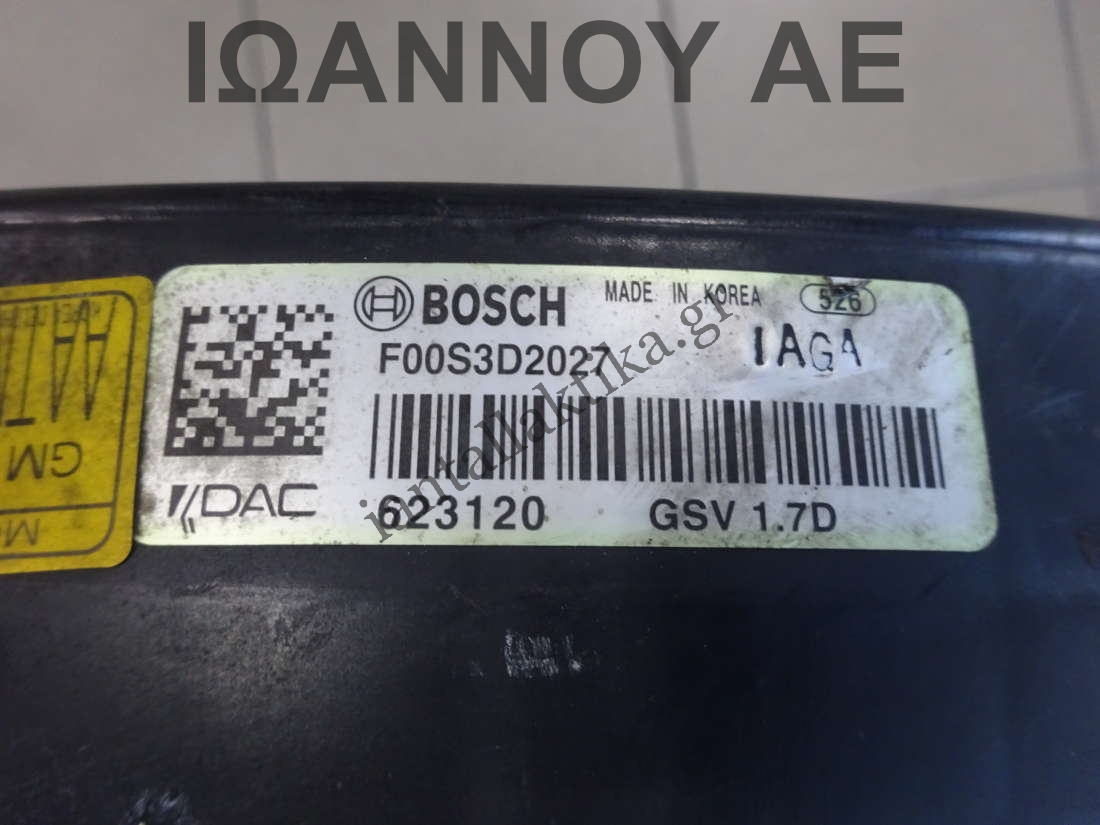 ΙΩΑΝΝΟΥ ΑΕ
BOSCH MADE IN KOREA 526
F00S3D2027 IAGA
DAC 623120 GSV 1.7D
iantallaktika.gr
GM